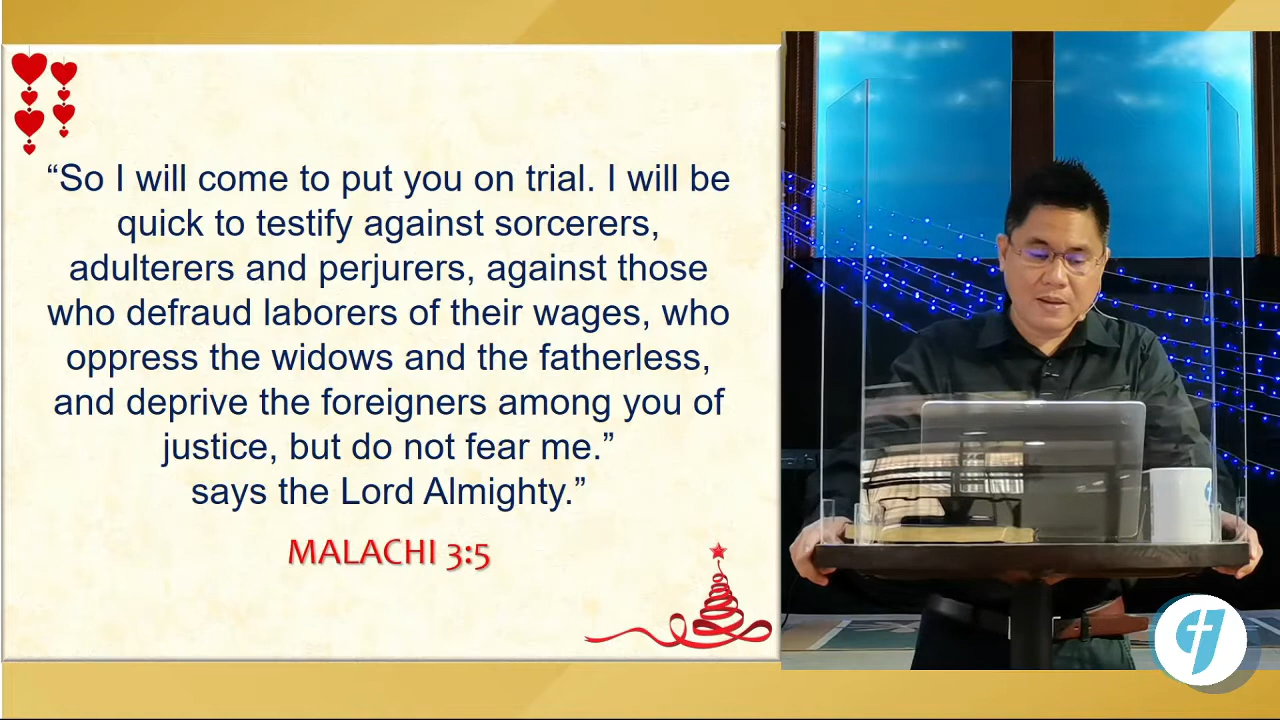 “So I will come to put you on trial. I will be
quick to testify against sorcerers,
adulterers and perjurers, against those
who defraud laborers of their wages, who
oppress the widows and the fatherless,
and deprive the foreigners among you of
justice, but do not fear me.”
says the Lord Almighty.”
MALACHI 3:5